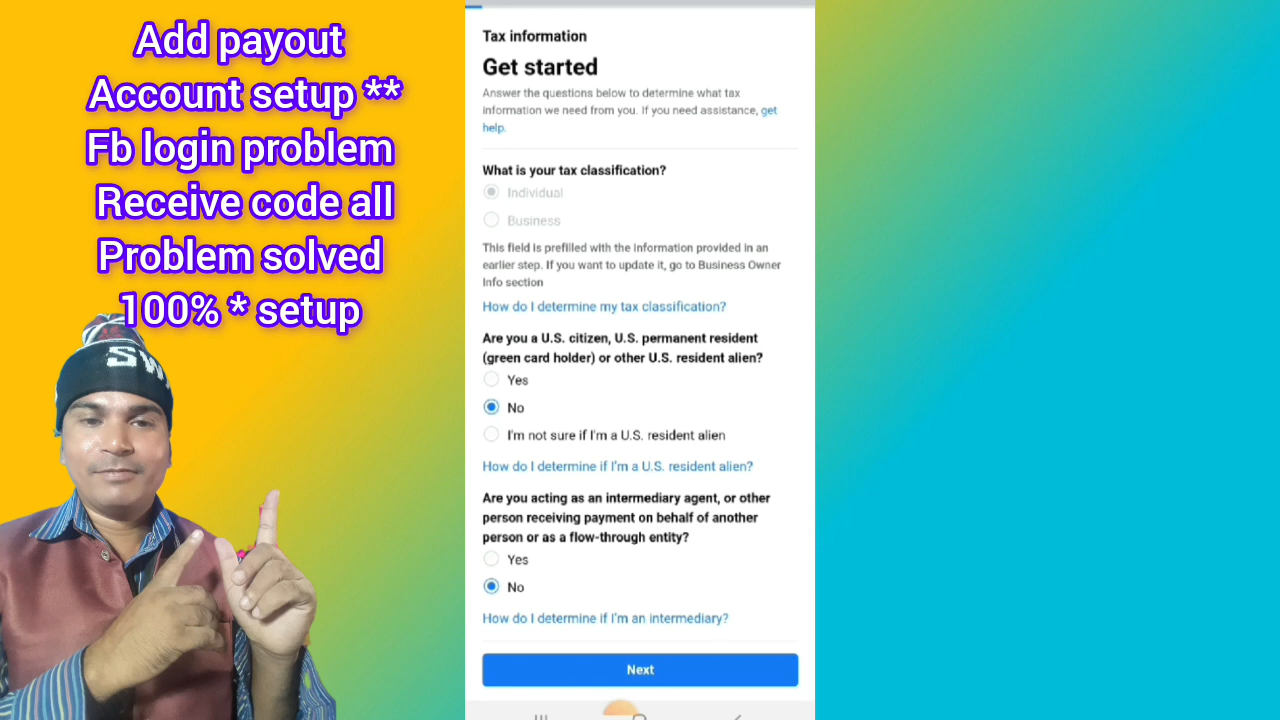 Add payout
Account setup **
Fb login problem
Receive code all
Problem solved
100% * setup
SW
Tax information
Get started
Answer the questions below to determine what tax
information we need from you. If you need assistance, get
help.
What is your tax classification?
Individual
Business
This field is prefilled with the information provided in an
earlier step. If you want to update it, go to Business Owner
Info section
How do I determine my tax classification?
Are you a U.S. citizen, U.S. permanent resident
(green card holder) or other U.S. resident alien?
Yes
No
I'm not sure if I'm a U.S. resident alien
How do I determine if I'm a U.S. resident alien?
Are you acting as an intermediary agent, or other
person receiving payment on behalf of another
person or as a flow-through entity?
Yes
No
How do I determine if I'm an intermediary?
Next